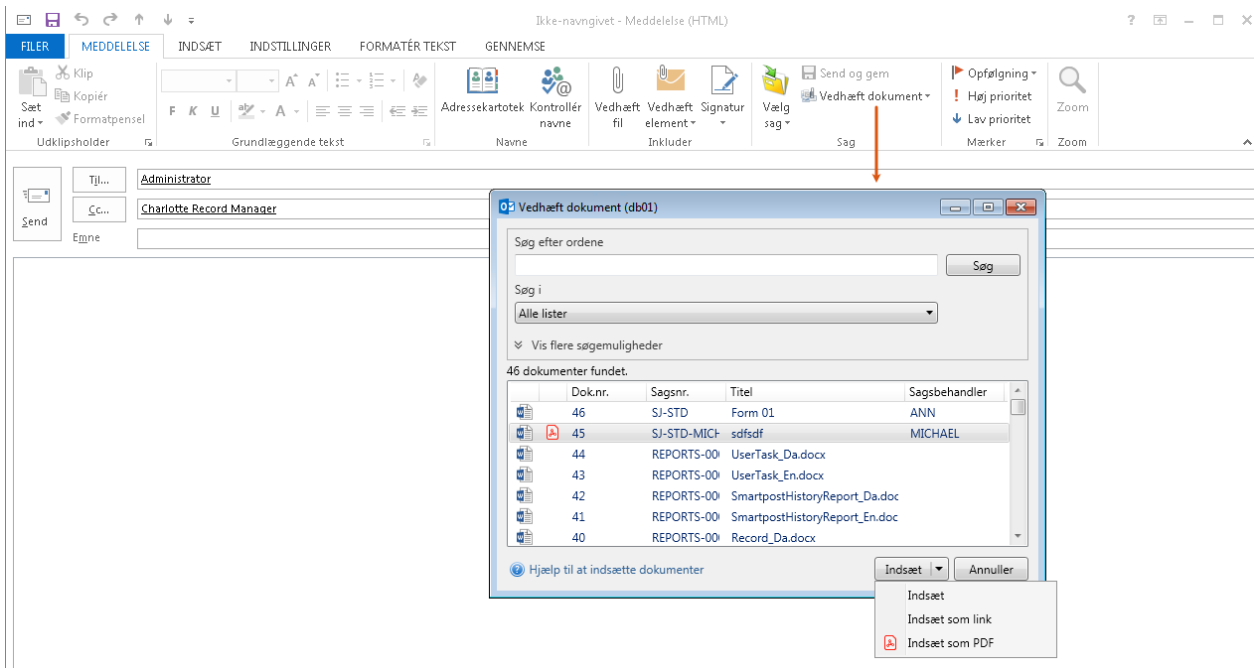 Ikke-navngivet - Meddelelse (HTML)
FILER MEDDELELSE INDSÆT INDSTILLINGER FORMATÉR TEKST GENNEMSE
Sæt ind
Klip
Kopiér
Formatpensel
Udklipsholder
F K U A
Grundlæggende tekst
Adressekartotek Kontrollér navne
Navne
Vedhæft fil
Vedhæft element
Signatur
Inkluder
Vælg sag
Send og gem
Vedhæft dokument
Sag
Opfølgning
Høj prioritet
Lav prioritet
Mærker
Zoom
Zoom
Send
Til... Administrator
Cc... Charlotte Record Manager
Emne
Vedhæft dokument (db01)
Søg efter ordene
Søg
Søg i
Alle lister
Vis flere søgemuligheder
46 dokumenter fundet.
Dok.nr. Sagsnr. Titel Sagsbehandler
46 SJ-STD Form 01 ANN
45 SJ-STD-MICH sdfsdf MICHAEL
44 REPORTS-00 UserTask_Da.docx
43 REPORTS-00 UserTask_En.docx
42 REPORTS-00 SmartpostHistoryReport_Da.doc
41 REPORTS-00 SmartpostHistoryReport_En.doc
40 REPORTS-00 Record_Da.docx
Hjælp til at indsætte dokumenter
Indsæt Annuller
Indsæt
Indsæt som link
Indsæt som PDF